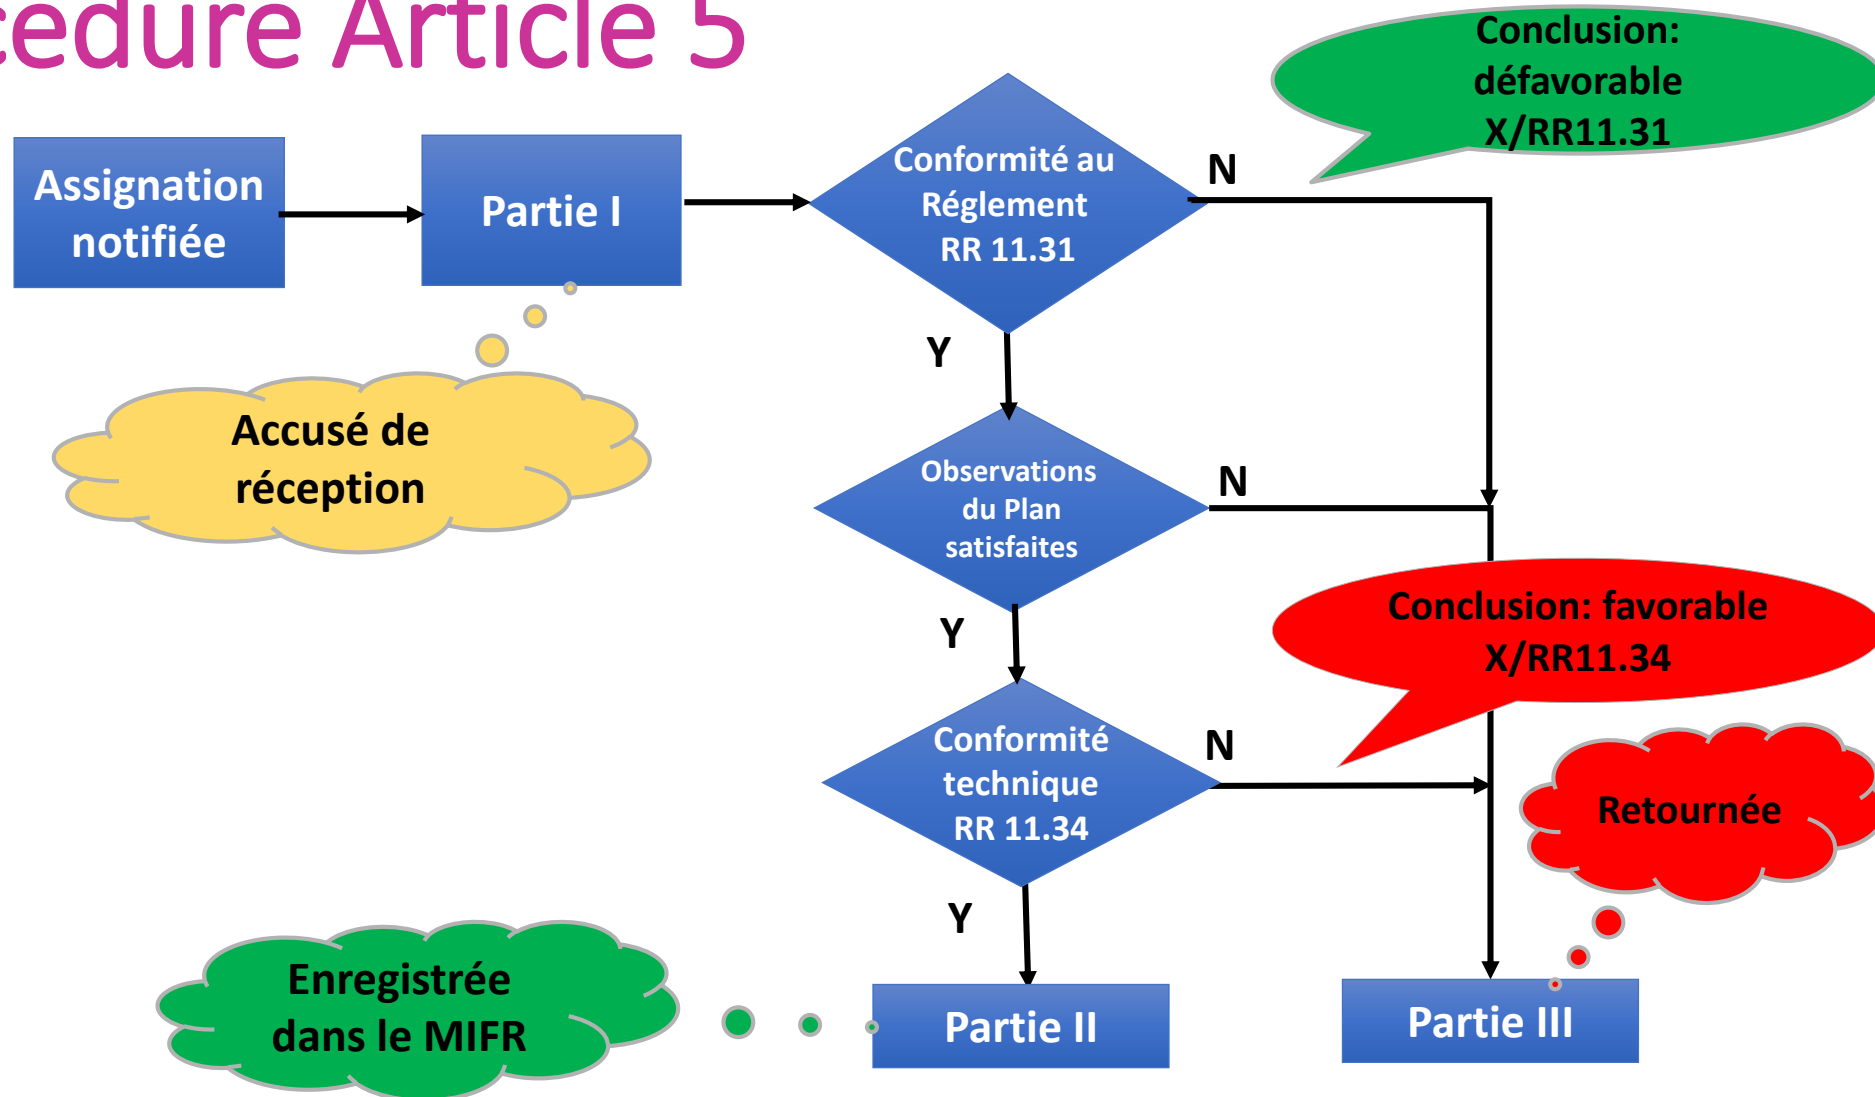 cédure Article 5
Conclusion:
défavorable
X/RR11.31
Assignation
notifiée
Partie I
Conformité au
Réglement
RR 11.31
N
Y
Accusé de
réception
Observations
du Plan
satisfaites
N
Y
Conclusion: favorable
X/RR11.34
Conformité
technique
RR 11.34
N
Retournée
Y
Enregistrée
dans le MIFR
Partie II
Partie III